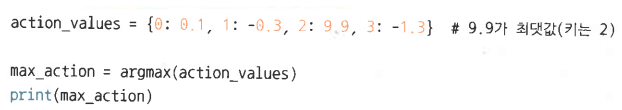 action_values = {0: 0.1, 1: -0.3, 2: 9.9, 3: -1.3}  # 9.9가 최댓값(키는 2)
max_action = argmax(action_values)
print(max_action)